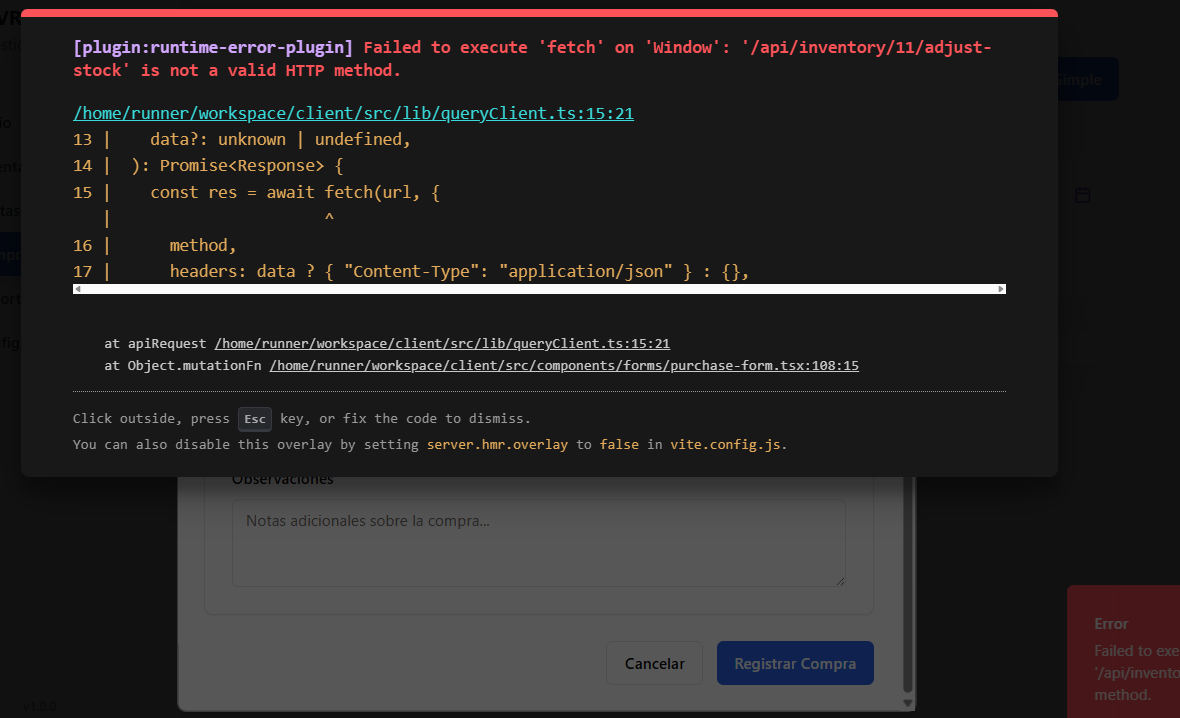 [plugin:runtime-error-plugin] Failed to execute 'fetch' on 'Window': '/api/inventory/11/adjust-
stock' is not a valid HTTP method.
/home/runner/workspace/client/src/lib/queryClient.ts:15:21
13 |    data?: unknown | undefined,
14 |  ): Promise<Response> {
15 |    const res = await fetch(url, {
   |                      ^
16 |      method,
17 |      headers: data ? { "Content-Type": "application/json" } : {},
at apiRequest /home/runner/workspace/client/src/lib/queryClient.ts:15:21
at Object.mutationFn /home/runner/workspace/client/src/components/forms/purchase-form.tsx:108:15
Click outside, press Esc key, or fix the code to dismiss.
You can also disable this overlay by setting server.hmr.overlay to false in vite.config.js.
Observaciones
Notas adicionales sobre la compra...
Cancelar
Registrar Compra
Error
Failed to exe
'/api/invento
method.
v1.0.0